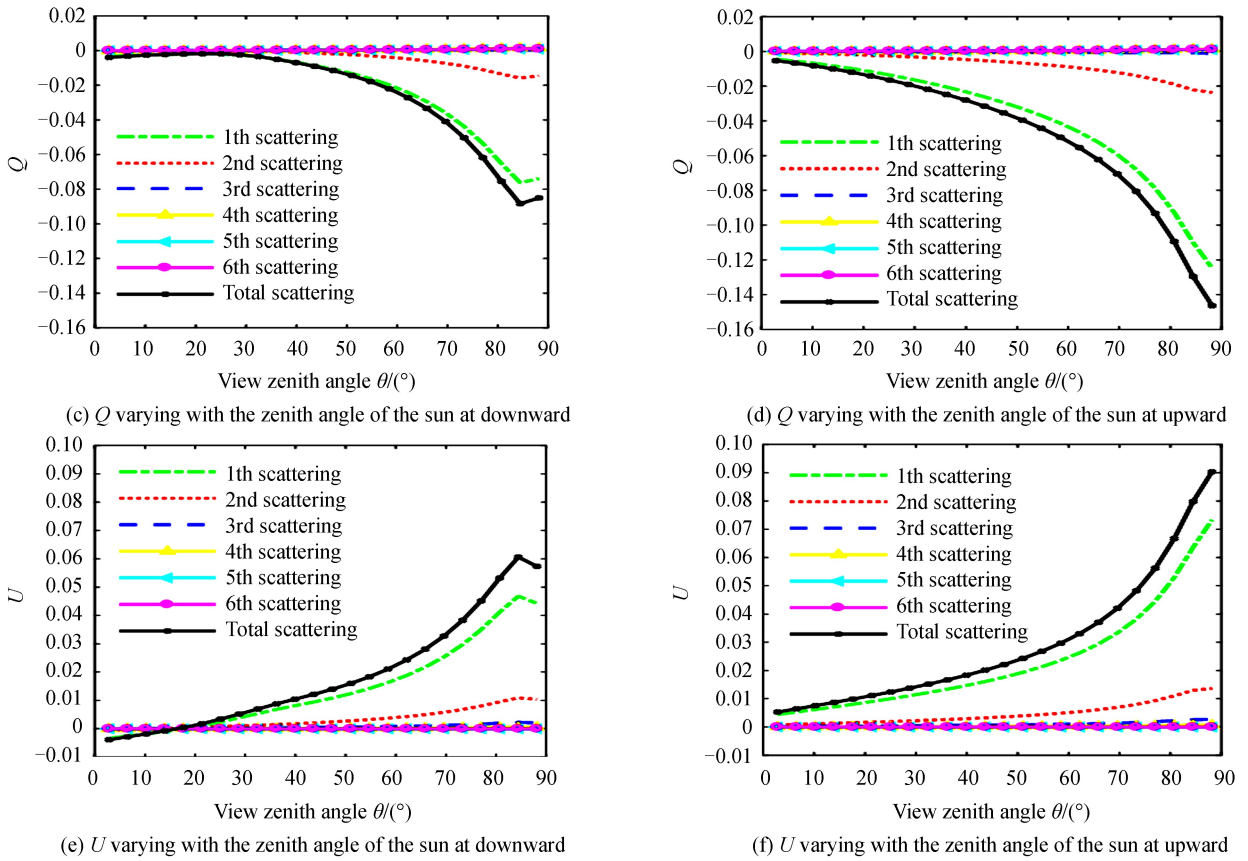 0.02
0
−0.02
−0.04
−0.06
−0.08
−0.10
−0.12
−0.14
−0.16
Q
1th scattering
2nd scattering
3rd scattering
4th scattering
5th scattering
6th scattering
Total scattering
0 10 20 30 40 50 60 70 80 90
View zenith angle θ/(°)
(c) Q varying with the zenith angle of the sun at downward
0.02
0
−0.02
−0.04
−0.06
−0.08
−0.10
−0.12
−0.14
−0.16
Q
1th scattering
2nd scattering
3rd scattering
4th scattering
5th scattering
6th scattering
Total scattering
0 10 20 30 40 50 60 70 80 90
View zenith angle θ/(°)
(d) Q varying with the zenith angle of the sun at upward
0.10
0.09
0.08
0.07
0.06
0.05
0.04
0.03
0.02
0.01
0
−0.01
U
1th scattering
2nd scattering
3rd scattering
4th scattering
5th scattering
6th scattering
Total scattering
0 10 20 30 40 50 60 70 80 90
View zenith angle θ/(°)
(e) U varying with the zenith angle of the sun at downward
0.10
0.09
0.08
0.07
0.06
0.05
0.04
0.03
0.02
0.01
0
−0.01
U
1th scattering
2nd scattering
3rd scattering
4th scattering
5th scattering
6th scattering
Total scattering
0 10 20 30 40 50 60 70 80 90
View zenith angle θ/(°)
(f) U varying with the zenith angle of the sun at upward